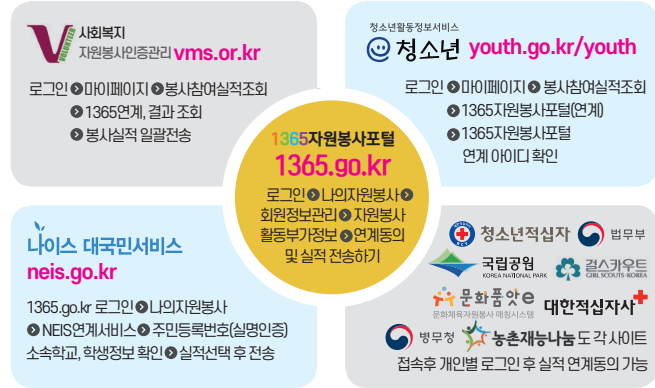 VOLUNTEER
사회복지
자원봉사인증관리 vms.or.kr
로그인 > 마이페이지 > 봉사참여실적조회
> 1365연계, 결과 조회
> 봉사실적 일괄전송
청소년활동정보서비스
청소년 youth.go.kr/youth
로그인 > 마이페이지 > 봉사참여실적조회
> 1365자원봉사포털(연계)
> 1365자원봉사포털
연계 아이디 확인
1365자원봉사포털
1365.go.kr
로그인 > 나의자원봉사 >
회원정보관리 > 자원봉사
활동부가정보 > 연계동의
및 실적 전송하기
나이스 대국민서비스
neis.go.kr
1365.go.kr 로그인 > 나의자원봉사
> NEIS연계서비스 > 주민등록번호(실명인증)
소속학교, 학생정보 확인 > 실적선택 후 전송
청소년적십자 법무부
국립공원 걸스카우트
KOREA NATIONAL PARK GIRL SCOUTS·KOREA
문화품앗e 대한적십자사
문화체육자원봉사 매칭시스템
병무청 농촌재능나눔 도 각 사이트
접속후 개인별 로그인 후 실적 연계동의 가능